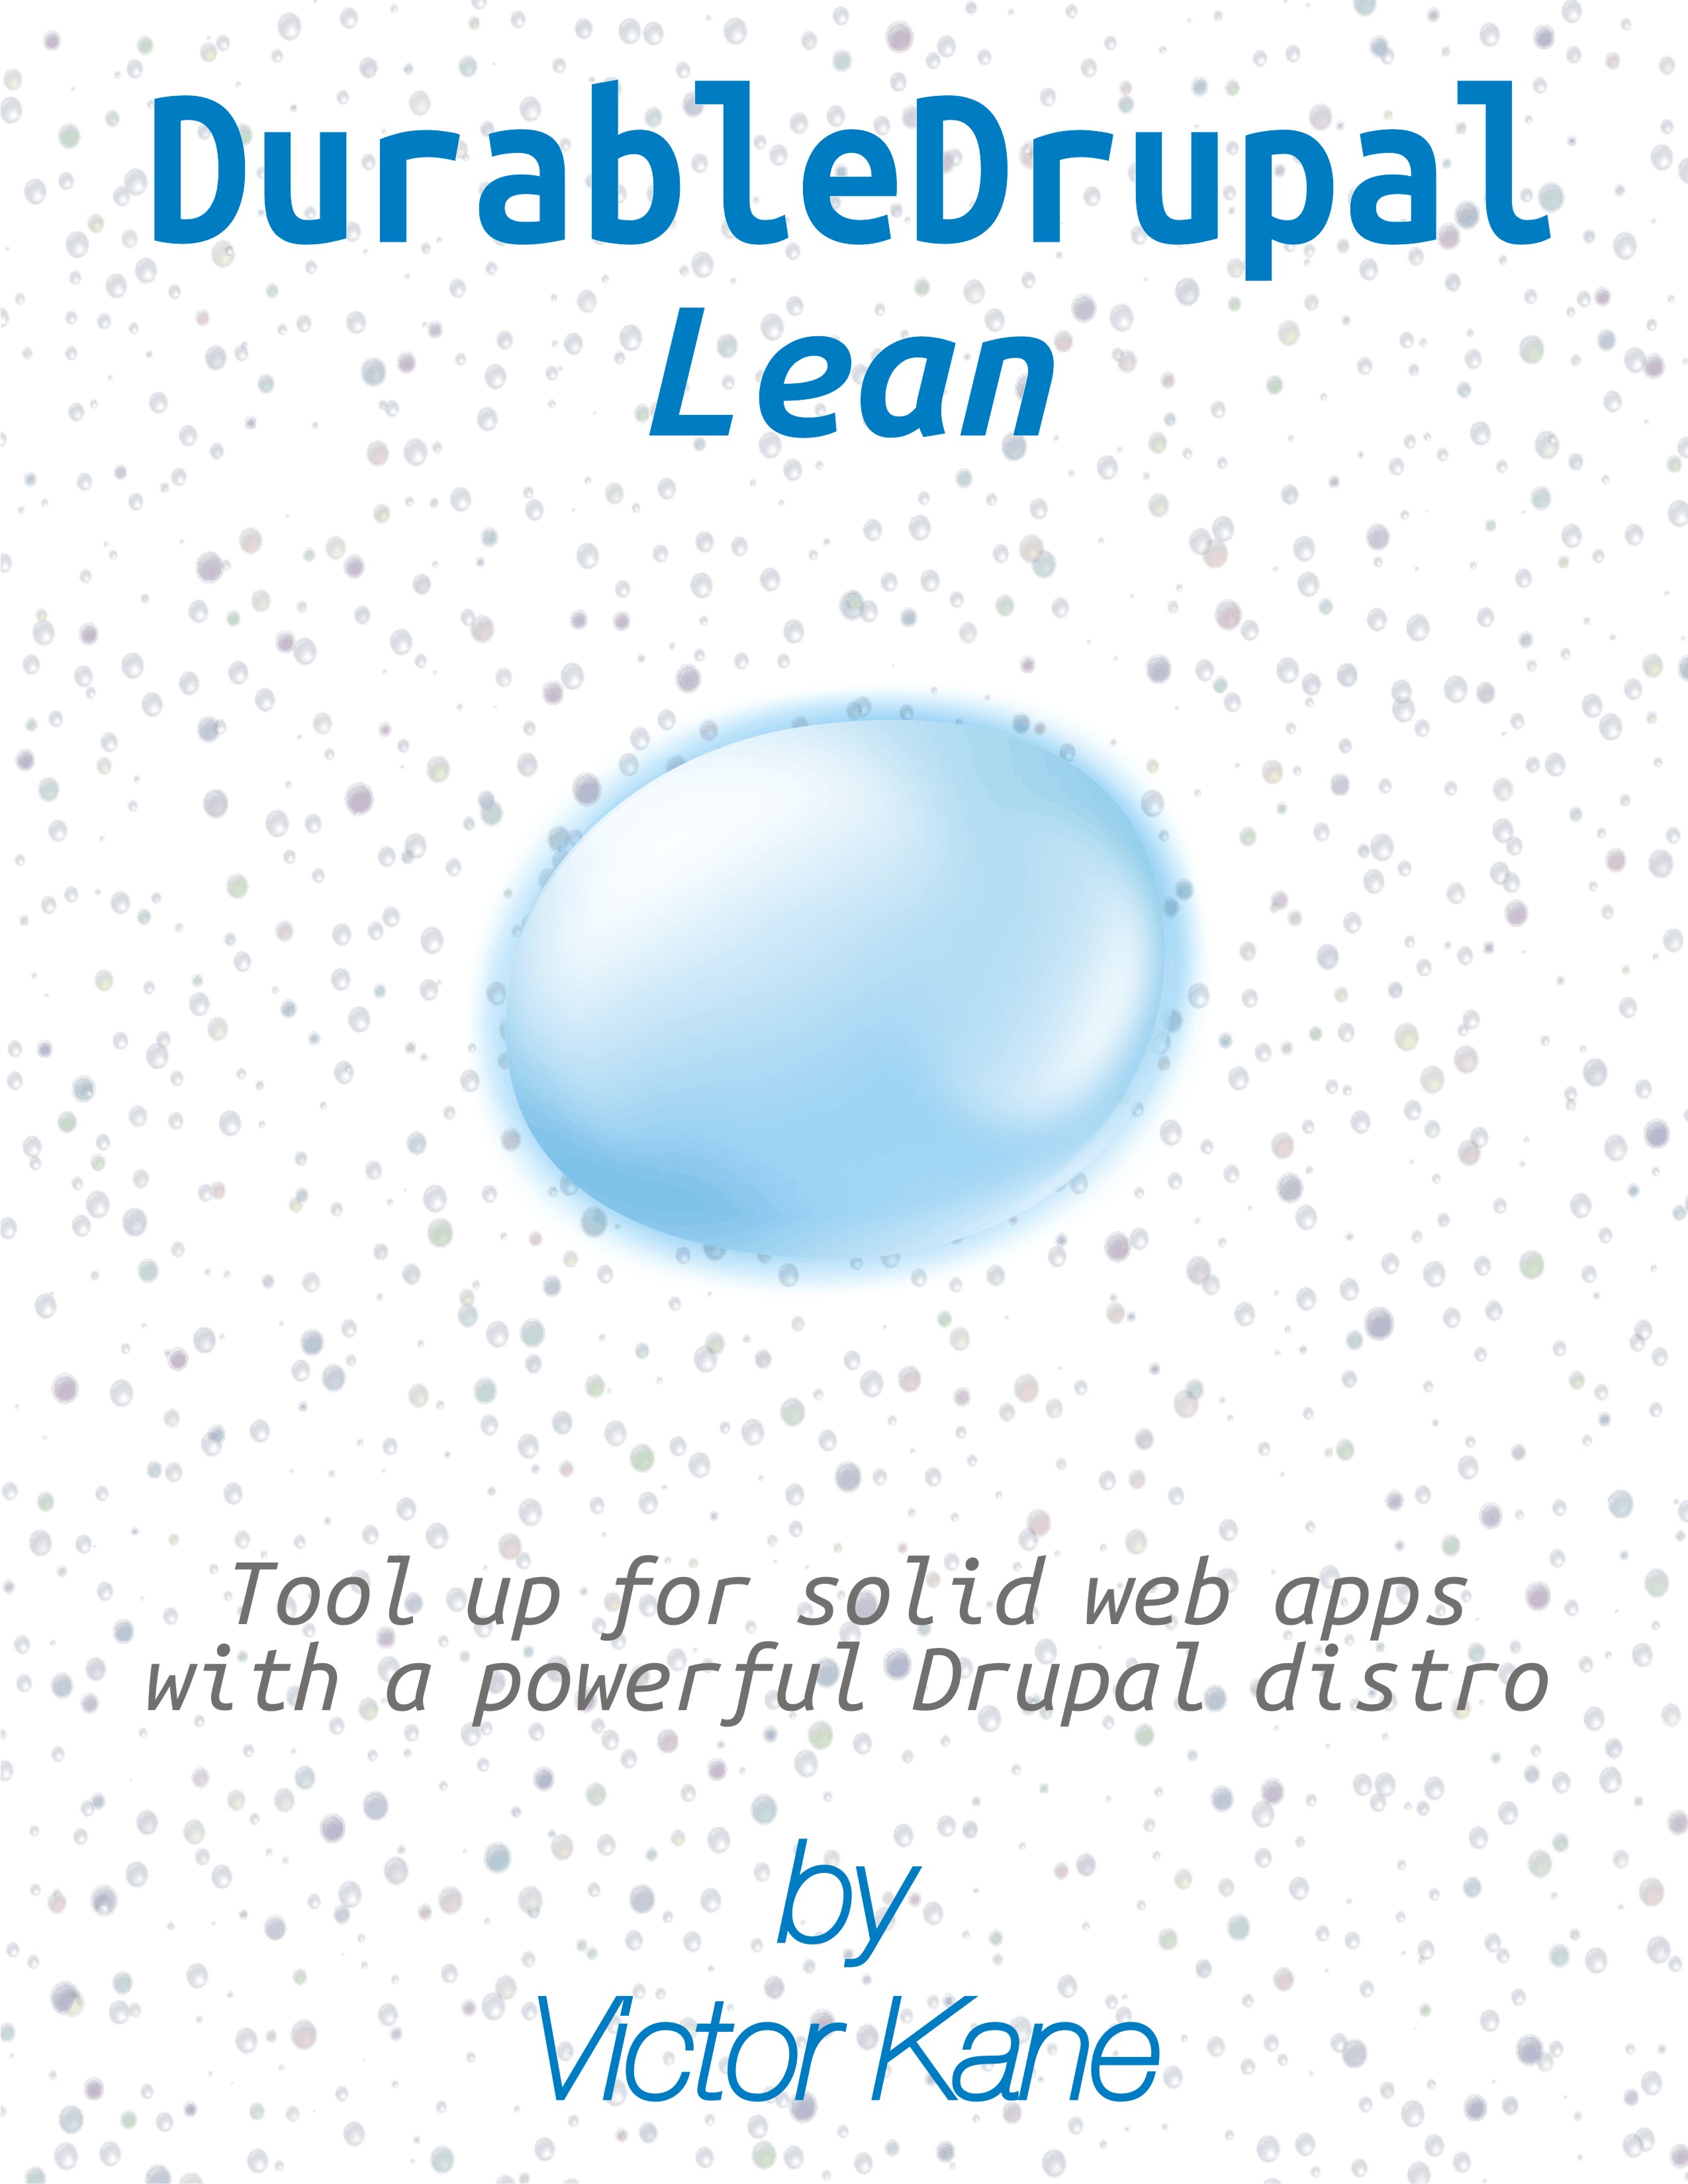 DurableDrupal
Lean
Tool up for solid web apps
with a powerful Drupal distro
by
Victor Kane